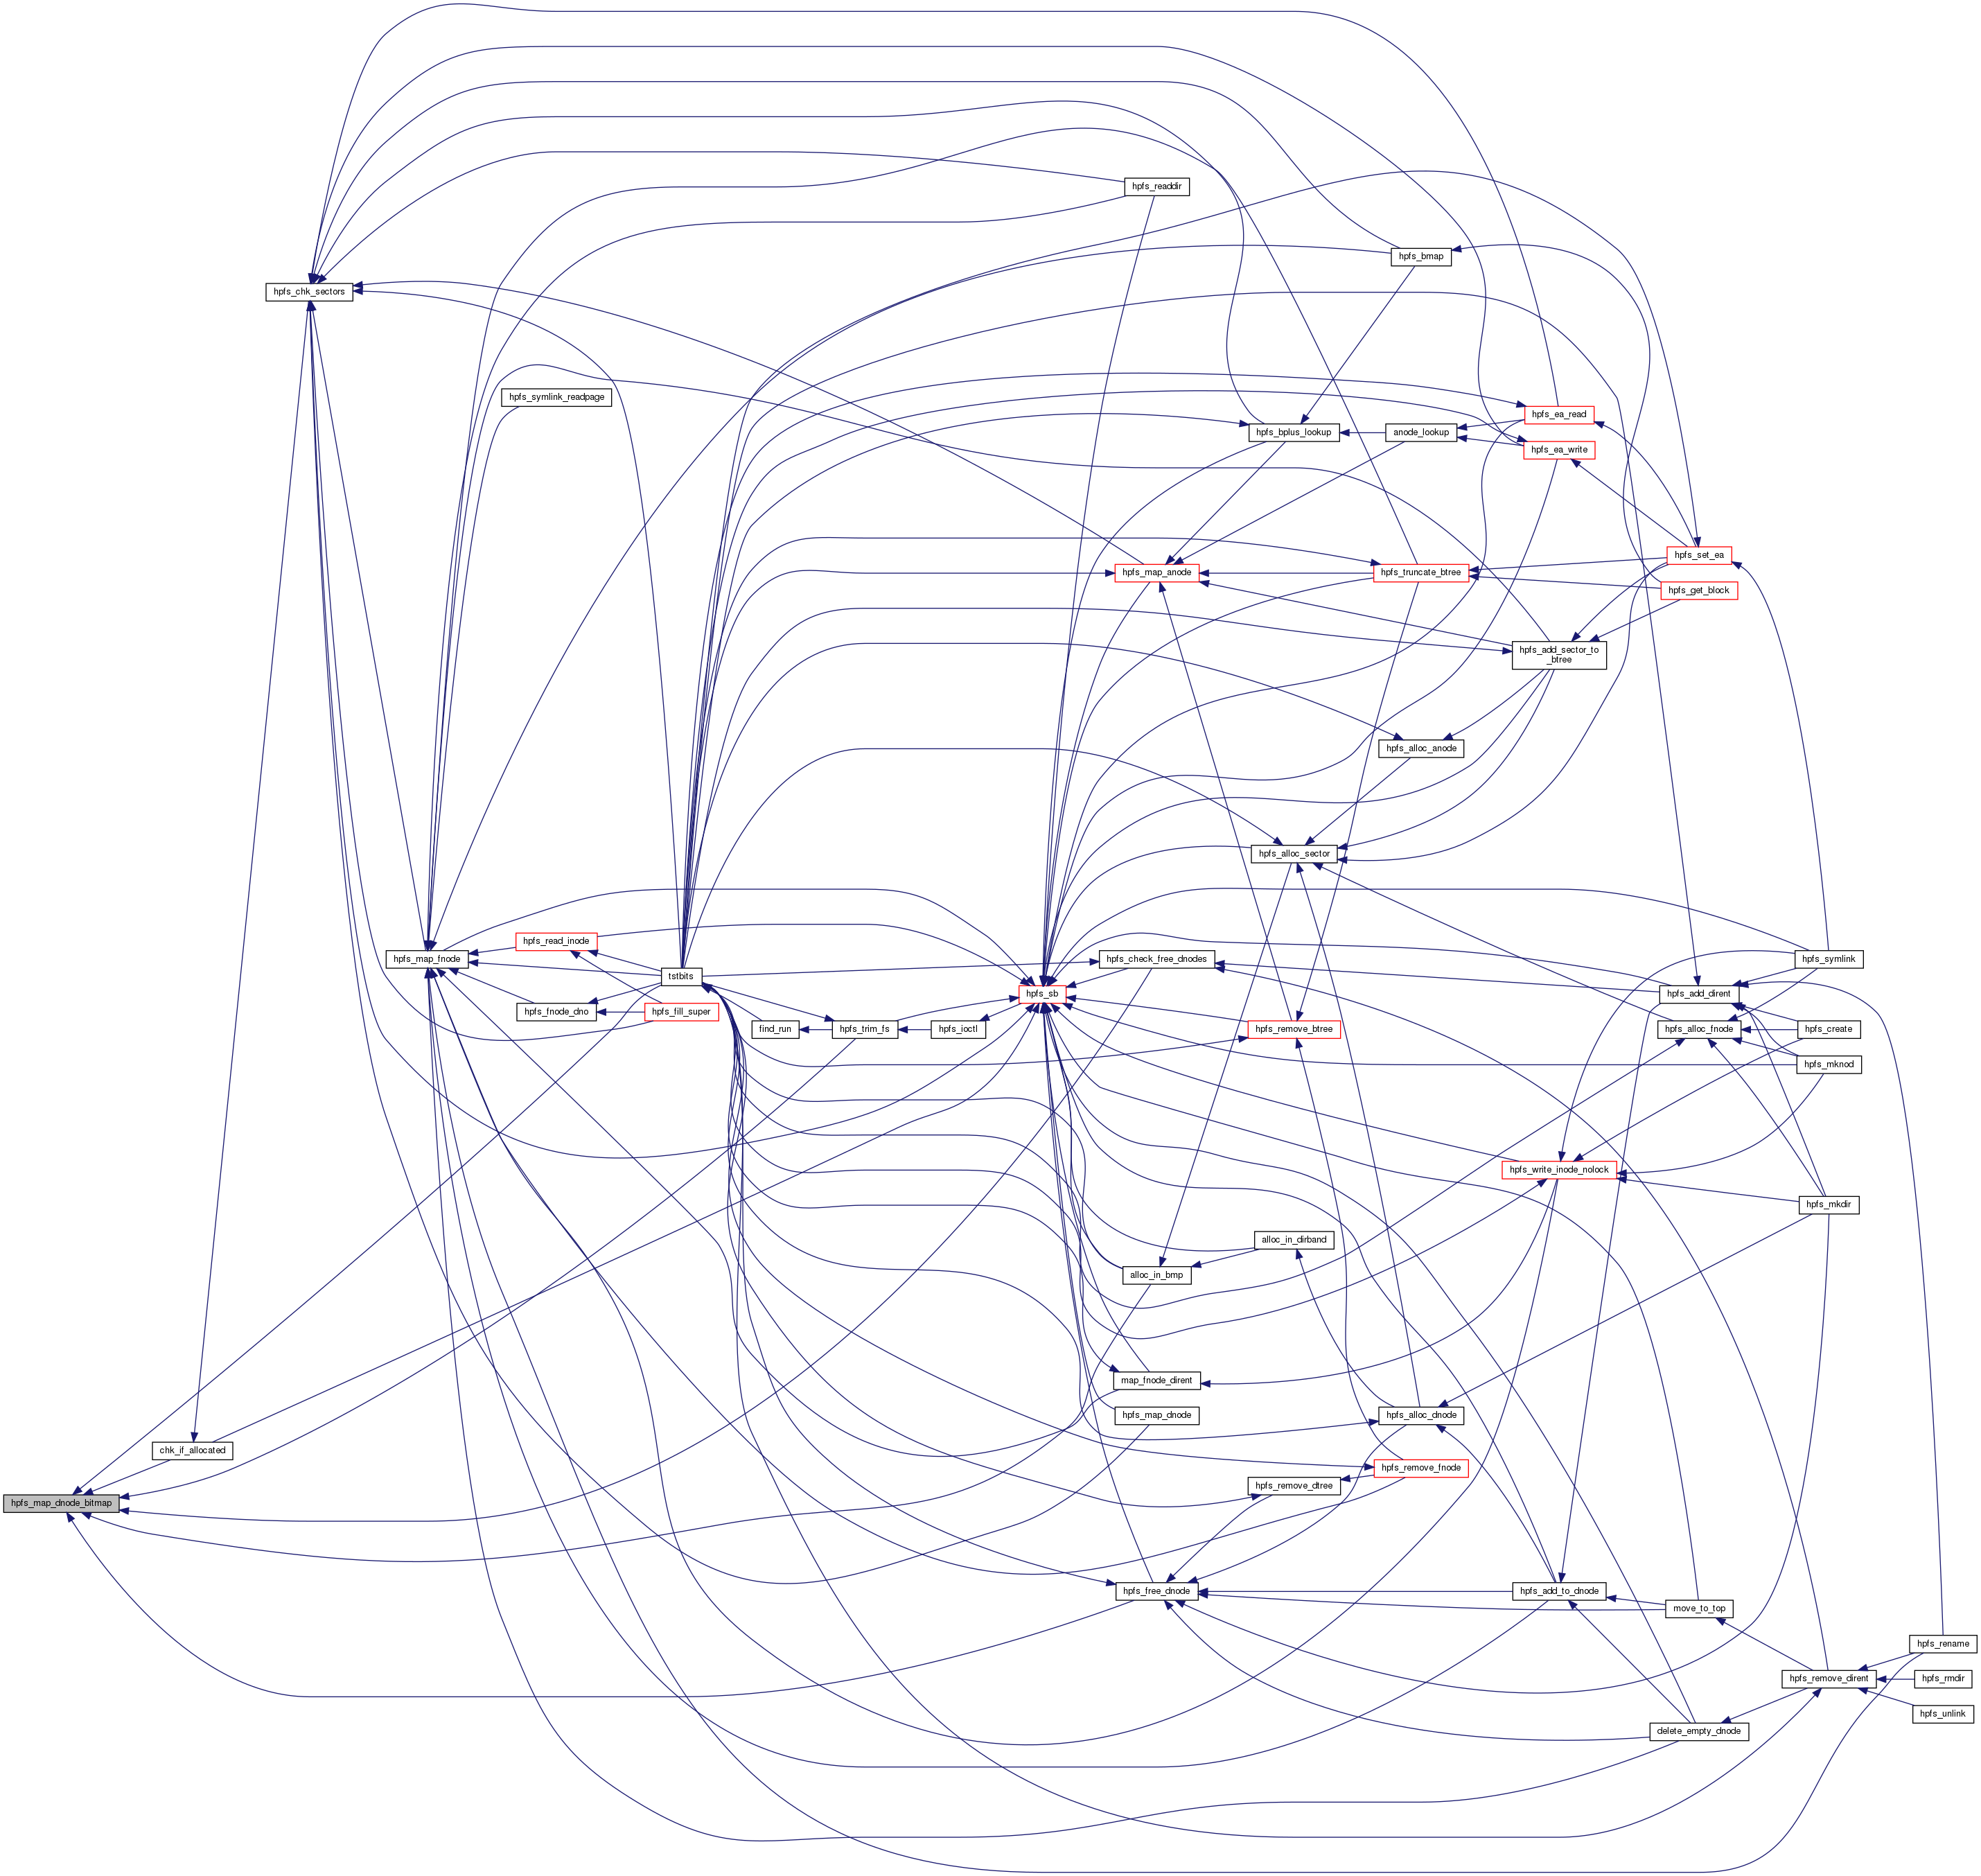 hpfs_readdir
hpfs_bmap
hpfs_chk_sectors
hpfs_symlink_readpage
hpfs_ea_read
hpfs_bplus_lookup
anode_lookup
hpfs_ea_write
hpfs_set_ea
hpfs_map_anode
hpfs_truncate_btree
hpfs_get_block
hpfs_add_sector_to
_btree
hpfs_alloc_anode
hpfs_alloc_sector
hpfs_read_inode
hpfs_map_fnode
hpfs_check_free_dnodes
hpfs_symlink
tstbits
hpfs_sb
hpfs_add_dirent
hpfs_fnode_dno
hpfs_fill_super
find_run
hpfs_trim_fs
hpfs_ioctl
hpfs_remove_btree
hpfs_alloc_fnode
hpfs_create
hpfs_mknod
hpfs_write_inode_nolock
hpfs_mkdir
alloc_in_dirband
alloc_in_bmp
map_fnode_dirent
hpfs_map_dnode
hpfs_alloc_dnode
chk_if_allocated
hpfs_remove_fnode
hpfs_remove_dtree
hpfs_map_dnode_bitmap
hpfs_free_dnode
hpfs_add_to_dnode
move_to_top
hpfs_rename
hpfs_remove_dirent
hpfs_rmdir
hpfs_unlink
delete_empty_dnode